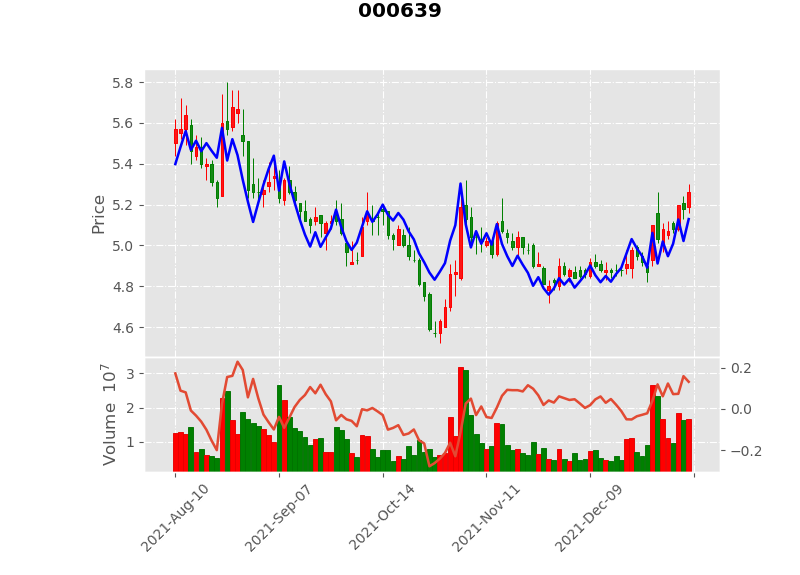 000639
5.8
5.6
5.4
5.2
5.0
4.8
4.6
Price
3
2
1
Volume 10^7
0.2
0.0
−0.2
2021-Aug-10
2021-Sep-07
2021-Oct-14
2021-Nov-11
2021-Dec-09